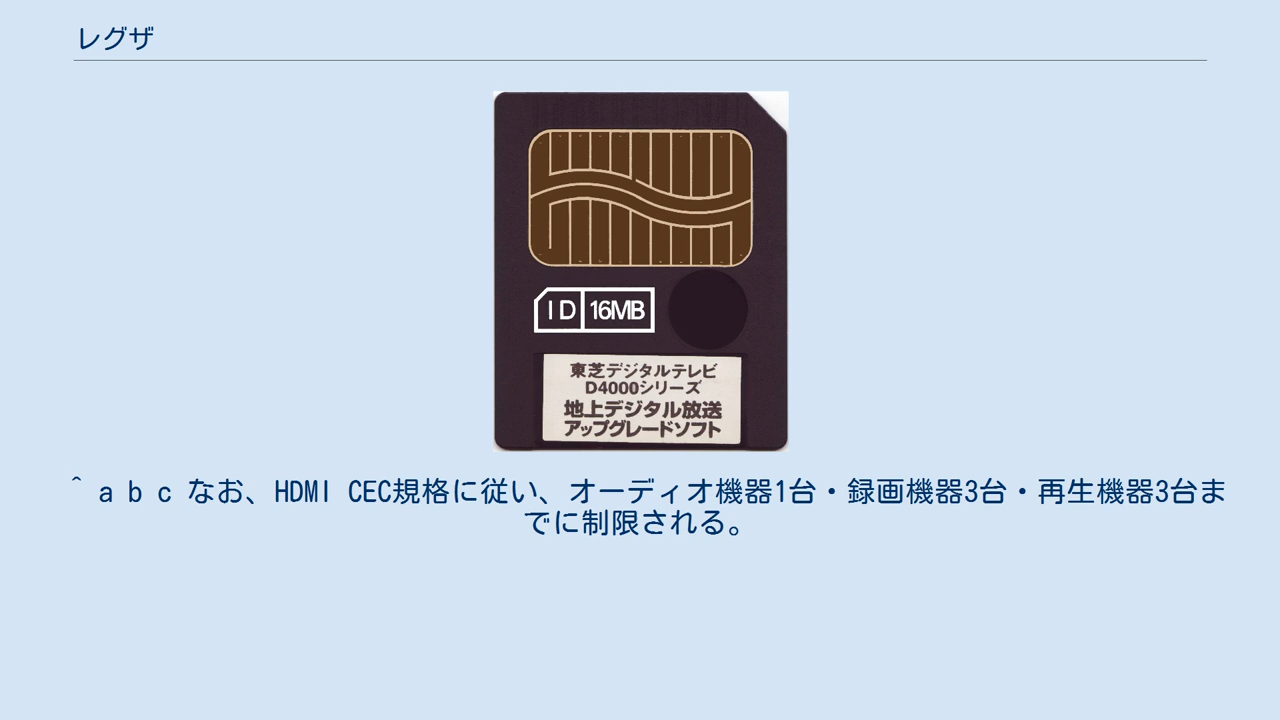 レグザ
ID 16MB
東芝デジタルテレビ
D4000シリーズ
地上デジタル放送
アップグレードソフト
^ a b c なお、HDMI CEC規格に従い、オーディオ機器1台・録画機器3台・再生機器3台ま
でに制限される。